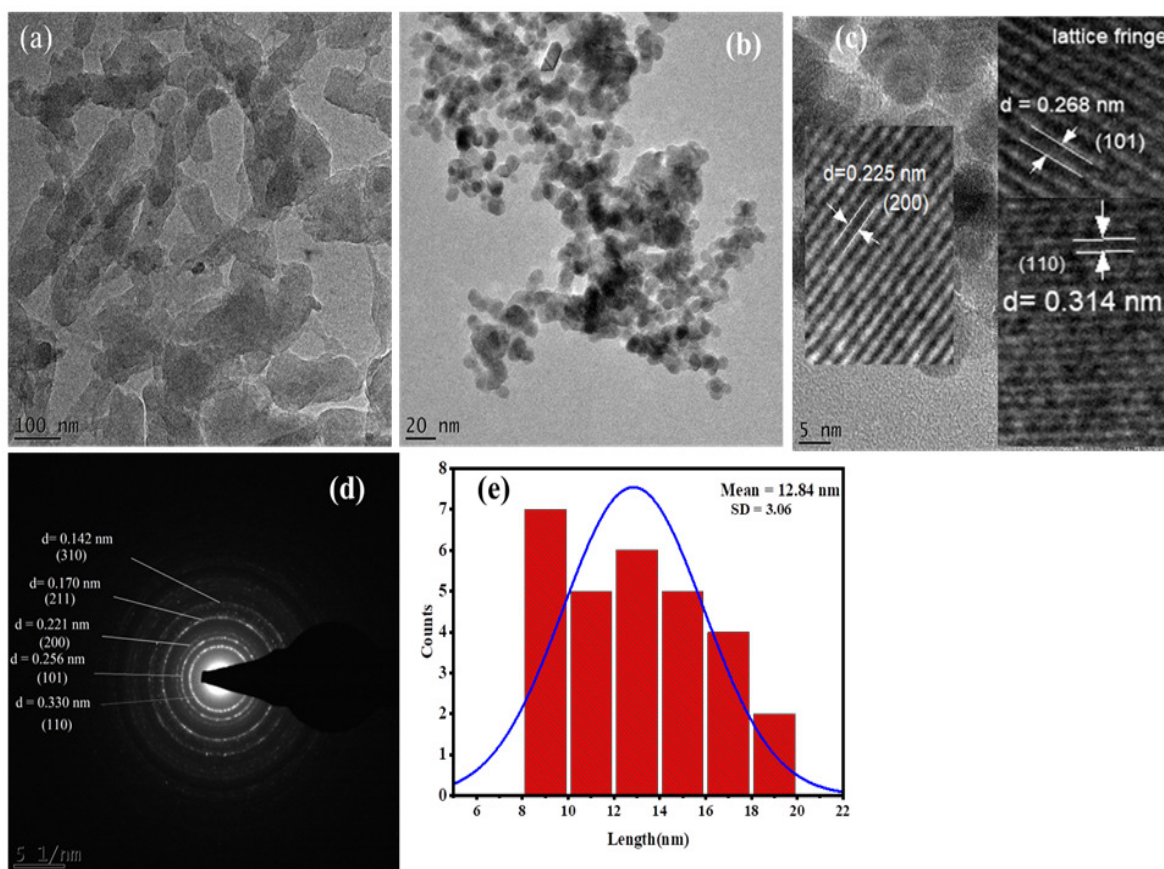 (a)
100 nm
(b)
20 nm
(c)
lattice fringe
d= 0.268 nm
(101)
d=0.225 nm
(200)
(110)
d= 0.314 nm
5 nm
(d)
d= 0.142 nm
(310)
d= 0.170 nm
(211)
d = 0.221 nm
(200)
d= 0.256 nm
(101)
d = 0.330 nm
(110)
5 1/nm
(e)
Mean = 12.84 nm
SD = 3.06
Counts
8
7
6
5
4
3
2
1
0
6 8 10 12 14 16 18 20 22
Length(nm)